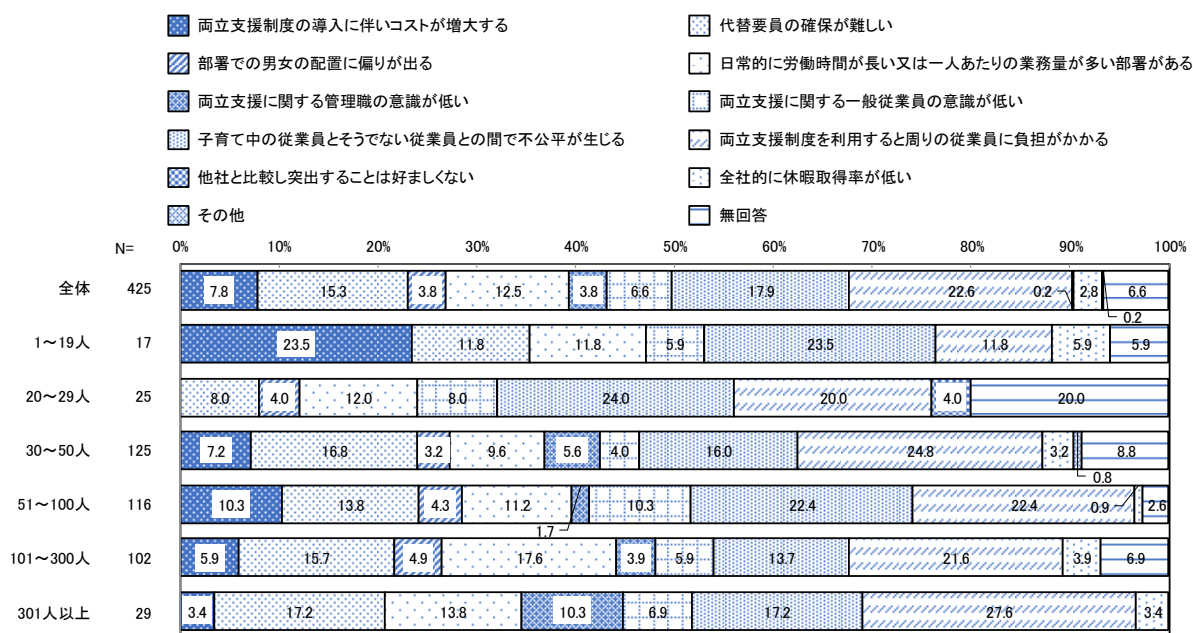 両立支援制度の導入に伴いコストが増大する 代替要員の確保が難しい
部署での男女の配置に偏りが出る 日常的に労働時間が長い又は一人あたりの業務量が多い部署がある
両立支援に関する管理職の意識が低い 両立支援に関する一般従業員の意識が低い
子育て中の従業員とそうでない従業員との間で不公平が生じる 両立支援制度を利用すると周りの従業員に負担がかかる
他社と比較し突出することは好ましくない 全社的に休暇取得率が低い
その他 無回答
N= 0% 10% 20% 30% 40% 50% 60% 70% 80% 90% 100%
全体 425 7.8 15.3 3.8 12.5 3.8 6.6 17.9 22.6 0.2 2.8 6.6
0.2
1～19人 17 23.5 11.8 11.8 5.9 23.5 11.8 5.9 5.9
20～29人 25 8.0 4.0 12.0 8.0 24.0 20.0 4.0 20.0
30～50人 125 7.2 16.8 3.2 9.6 5.6 4.0 16.0 24.8 3.2 8.8
0.8
51～100人 116 10.3 13.8 4.3 11.2 10.3 22.4 22.4 0.9 2.6
1.7
101～300人 102 5.9 15.7 4.9 17.6 3.9 5.9 13.7 21.6 3.9 6.9
301人以上 29 3.4 17.2 13.8 10.3 6.9 17.2 27.6 3.4